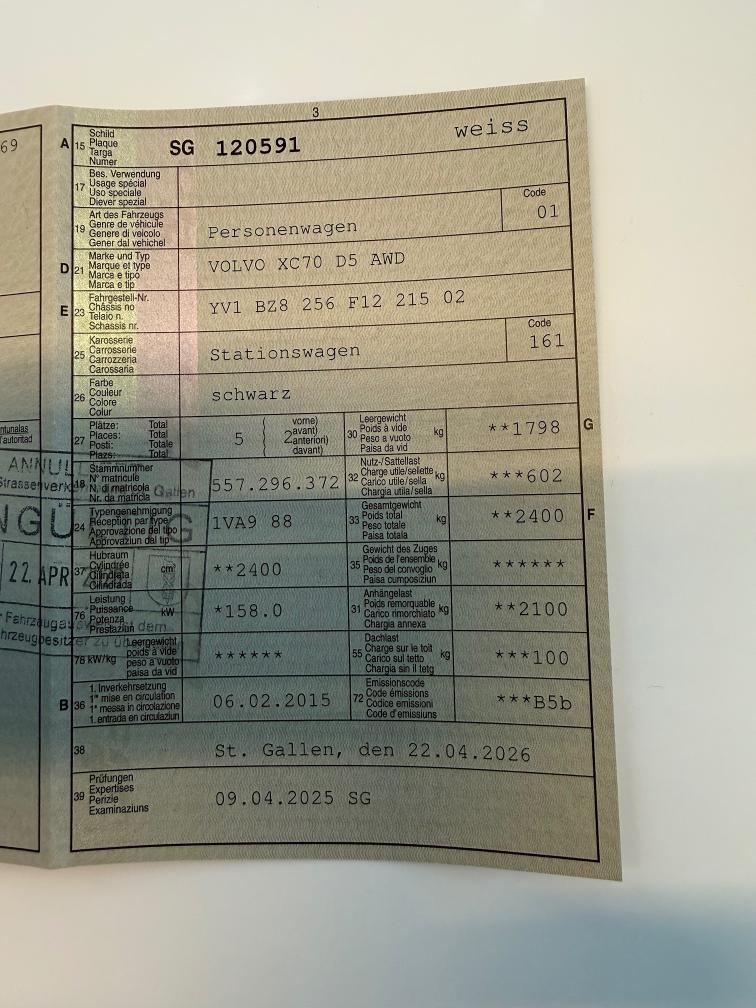 3
69
A 15 Schild
Plaque
Targa
Numer
SG 120591 weiss
17 Bes. Verwendung
Usage spécial
Uso speciale
Diever spezial
19 Art des Fahrzeugs
Genre de véhicule
Genere di veicolo
Gener dal vehichel
Personenwagen
Code
01
D 21 Marke und Typ
Marque et type
Marca e tipo
Marca e tip
VOLVO XC70 D5 AWD
E 23 Fahrgestell-Nr.
Châssis no
Telaio n.
Schassis nr.
YV1 BZ8 256 F12 215 02
25 Karosserie
Carrosserie
Carrozzeria
Carossaria
Stationswagen
Code
161
26 Farbe
Couleur
Colore
Colur
schwarz
27 Plätze: Total
Places: Total
Posti: Totale
Plazs: Total
5 2 vorne)
avant)
anteriori)
davant)
30 Leergewicht
Poids à vide
Peso a vuoto
Paisa da vid
kg
**1798
G
18 Stammnummer
N° matricule
N. di matricola
Nr. da matricla
557.296.372
32 Nutz-/Sattellast
Charge utile/sellette
Carico utile/sella
Chargia utila/sella
kg
***602
24 Typengenehmigung
Réception par type
Approvazione del tipo
Approvaziun dal tip
1VA9 88
33 Gesamtgewicht
Poids total
Peso totale
Paisa totala
kg
**2400
F
37 Hubraum
Cylindrée
Cilindrata
Cilindrada
cm³
**2400
35 Gewicht des Zuges
Poids de l'ensemble
Peso del convoglio
Paisa cumposiziun
kg
******
76 Leistung
Puissance
Potenza
Prestaziun
kW
*158.0
31 Anhängelast
Poids remorquable
Carico rimorchiato
Chargia annexa
kg
**2100
78 kW/kg Leergewicht
poids à vide
peso a vuoto
paisa da vid
******
55 Dachlast
Charge sur le toit
Carico sul tetto
Chargia sin il tetg
kg
***100
B 36 1. Inverkehrsetzung
1re mise en circulation
1a messa in circolazione
1. entrada en circulaziun
06.02.2015
72 Emissionscode
Code émissions
Codice emissioni
Code d'emissiuns
***B5b
38 St. Gallen, den 22.04.2026
39 Prüfungen
Expertises
Perizie
Examinaziuns
09.04.2025 SG
ANNUL
Gallen
NGÜ
G
22. APR
dem